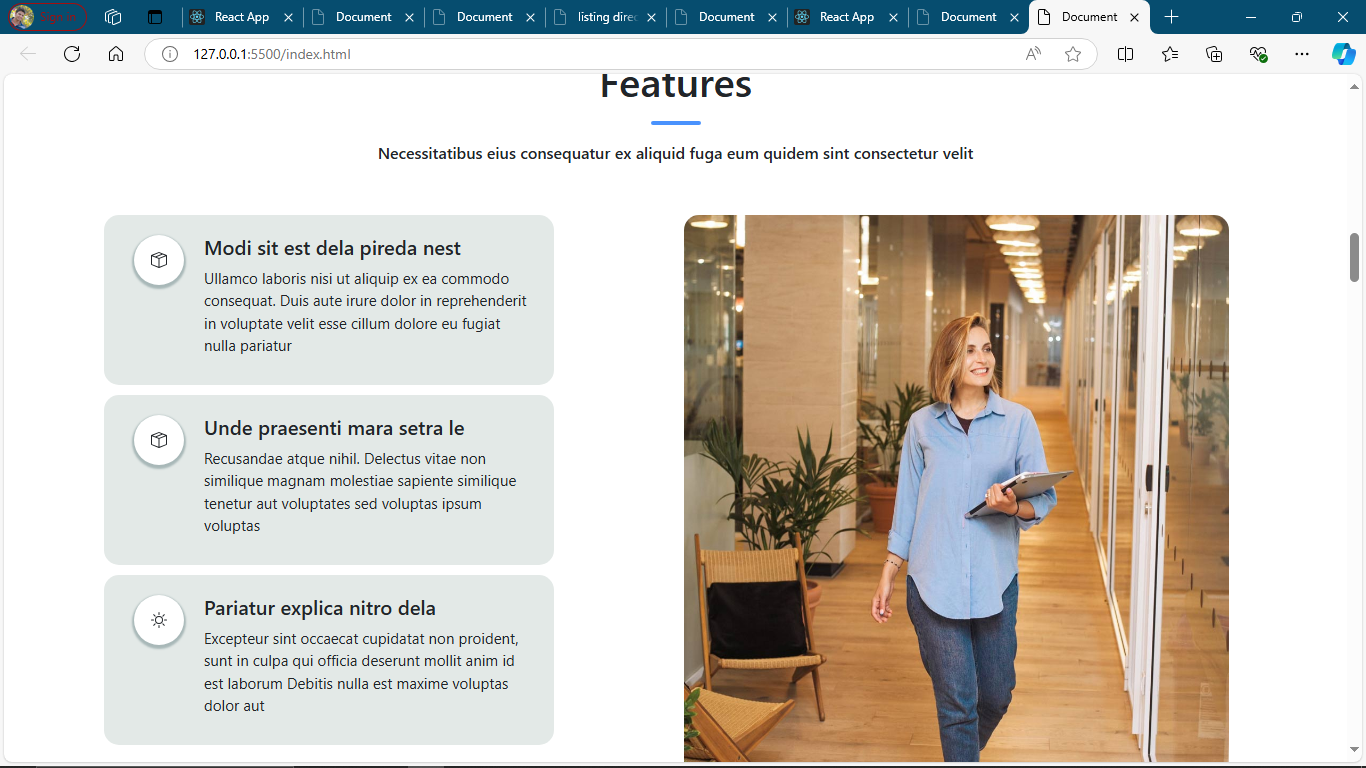 Sign in
React App
Document
Document
listing direc
Document
React App
Document
Document
127.0.0.1:5500/index.html
Features
Necessitatibus eius consequatur ex aliquid fuga eum quidem sint consectetur velit
Modi sit est dela pireda nest
Ullamco laboris nisi ut aliquip ex ea commodo
consequat. Duis aute irure dolor in reprehenderit
in voluptate velit esse cillum dolore eu fugiat
nulla pariatur
Unde praesenti mara setra le
Recusandae atque nihil. Delectus vitae non
similique magnam molestiae sapiente similique
tenetur aut voluptates sed voluptas ipsum
voluptas
Pariatur explica nitro dela
Excepteur sint occaecat cupidatat non proident,
sunt in culpa qui officia deserunt mollit anim id
est laborum Debitis nulla est maxime voluptas
dolor aut